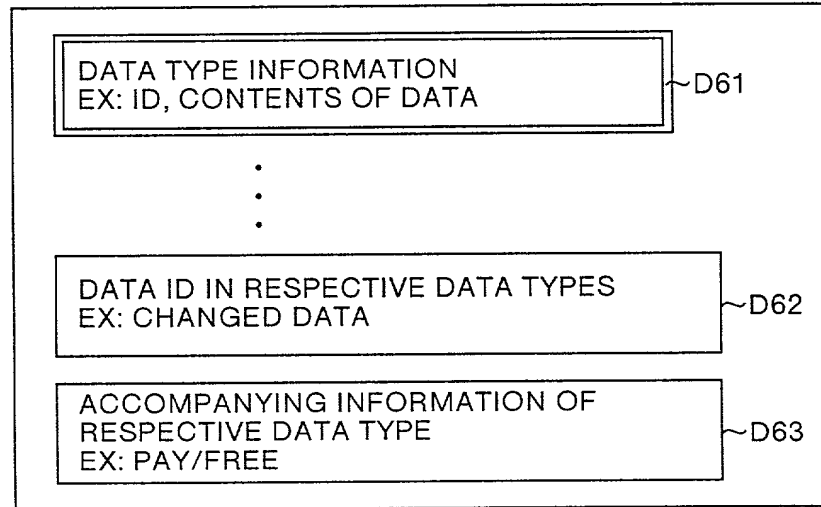 DATA TYPE INFORMATION
EX: ID, CONTENTS OF DATA
~D61
DATA ID IN RESPECTIVE DATA TYPES
EX: CHANGED DATA
~D62
ACCOMPANYING INFORMATION OF
RESPECTIVE DATA TYPE
EX: PAY/FREE
~D63